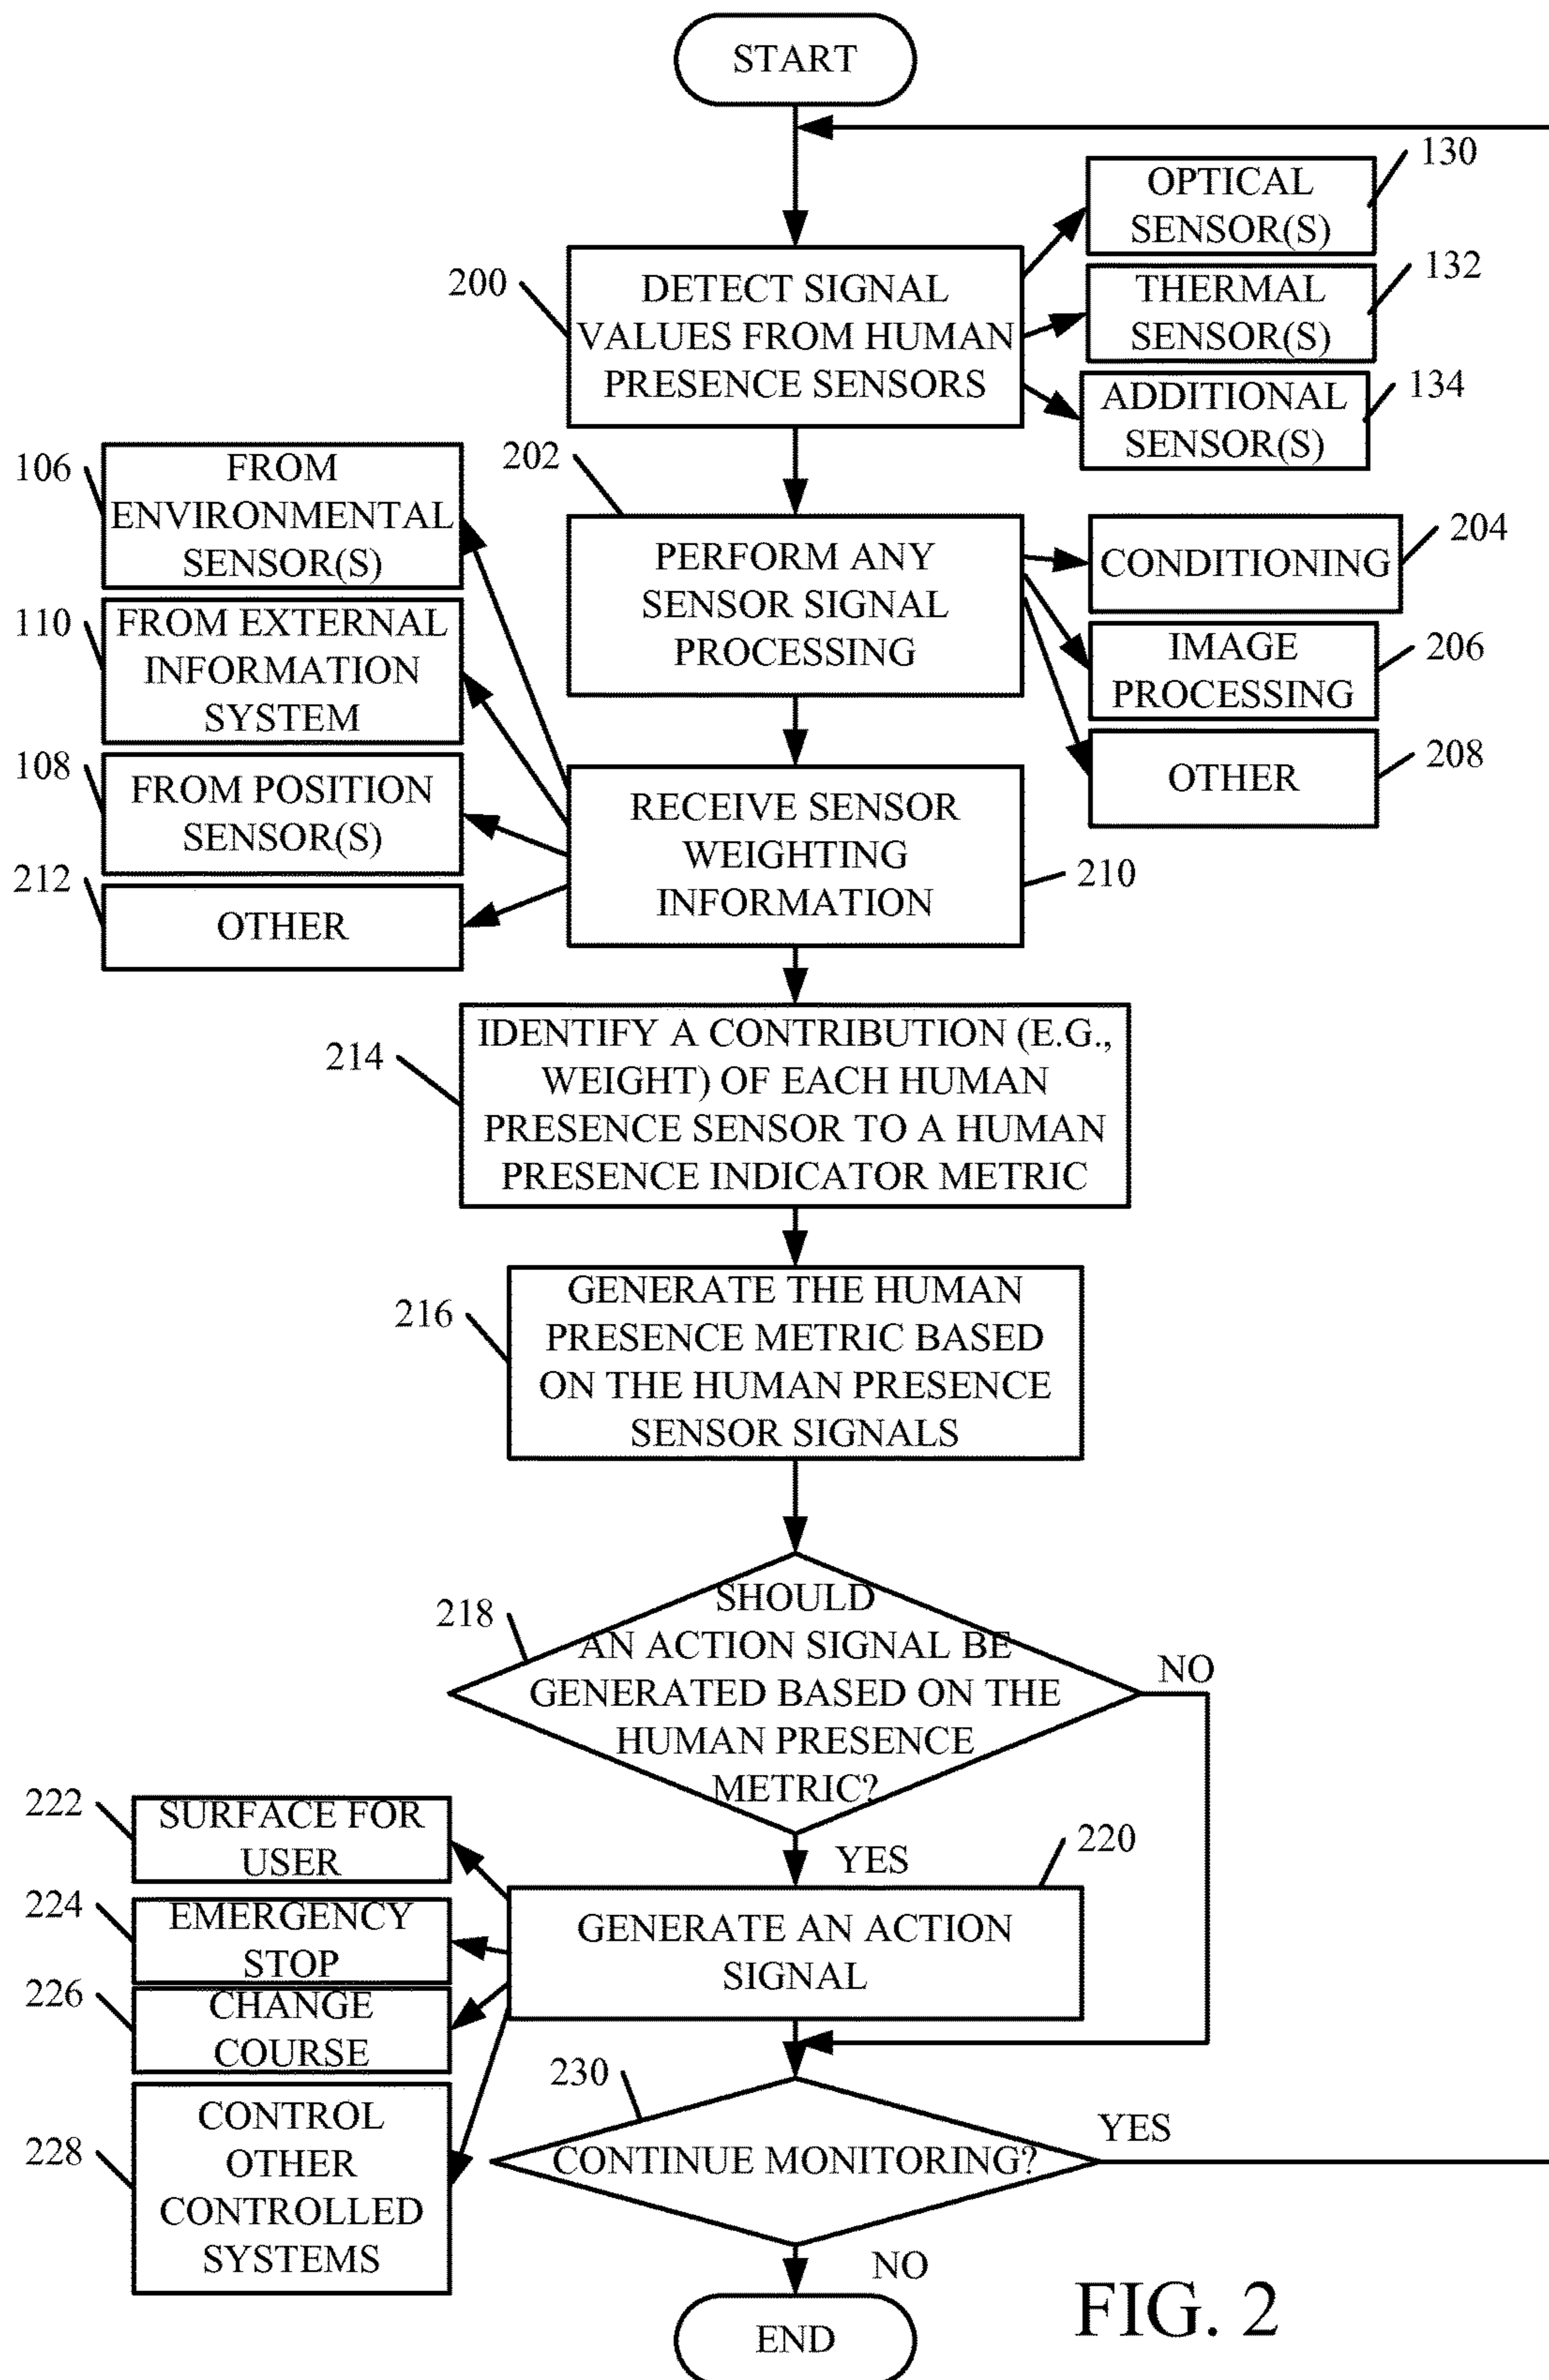 START
130
OPTICAL
SENSOR(S)
132
THERMAL
SENSOR(S)
134
ADDITIONAL
SENSOR(S)
200
DETECT SIGNAL
VALUES FROM HUMAN
PRESENCE SENSORS
202
PERFORM ANY
SENSOR SIGNAL
PROCESSING
204
CONDITIONING
206
IMAGE
PROCESSING
208
OTHER
106
FROM
ENVIRONMENTAL
SENSOR(S)
110
FROM EXTERNAL
INFORMATION
SYSTEM
108
FROM POSITION
SENSOR(S)
212
OTHER
RECEIVE SENSOR
WEIGHTING
INFORMATION
210
214
IDENTIFY A CONTRIBUTION (E.G.,
WEIGHT) OF EACH HUMAN
PRESENCE SENSOR TO A HUMAN
PRESENCE INDICATOR METRIC
216
GENERATE THE HUMAN
PRESENCE METRIC BASED
ON THE HUMAN PRESENCE
SENSOR SIGNALS
218
SHOULD
AN ACTION SIGNAL BE
GENERATED BASED ON THE
HUMAN PRESENCE
METRIC?
NO
YES
220
GENERATE AN ACTION
SIGNAL
222
SURFACE FOR
USER
224
EMERGENCY
STOP
226
CHANGE
COURSE
228
CONTROL
OTHER
CONTROLLED
SYSTEMS
230
CONTINUE MONITORING?
YES
NO
END
FIG. 2